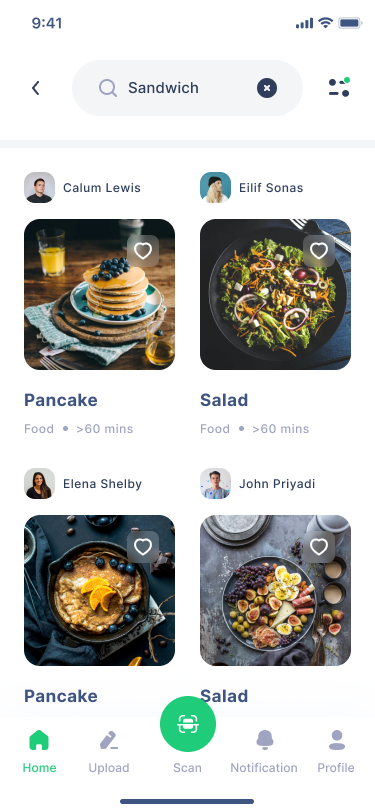 9:41
Sandwich
Calum Lewis
Eilif Sonas
Pancake
Salad
Food • >60 mins
Food • >60 mins
Elena Shelby
John Priyadi
Pancake
Salad
Home
Upload
Scan
Notification
Profile